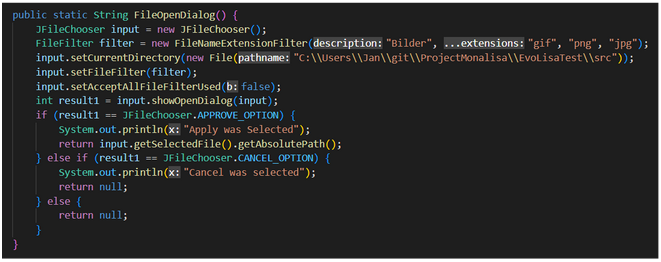 public static String FileOpenDialog() {
JFileChooser input = new JFileChooser();
FileFilter filter = new FileNameExtensionFilter(description: "Bilder", ...extensions: "gif", "png", "jpg");
input.setCurrentDirectory(new File(pathname: "C:\\Users\\Jan\\git\\ProjectMonalisa\\EvoLisaTest\\src"));
input.setFileFilter(filter);
input.setAcceptAllFileFilterUsed(b: false);
int result1 = input.showOpenDialog(input);
if (result1 == JFileChooser.APPROVE_OPTION) {
System.out.println(x: "Apply was Selected");
return input.getSelectedFile().getAbsolutePath();
} else if (result1 == JFileChooser.CANCEL_OPTION) {
System.out.println(x: "Cancel was selected");
return null;
} else {
return null;
}
}